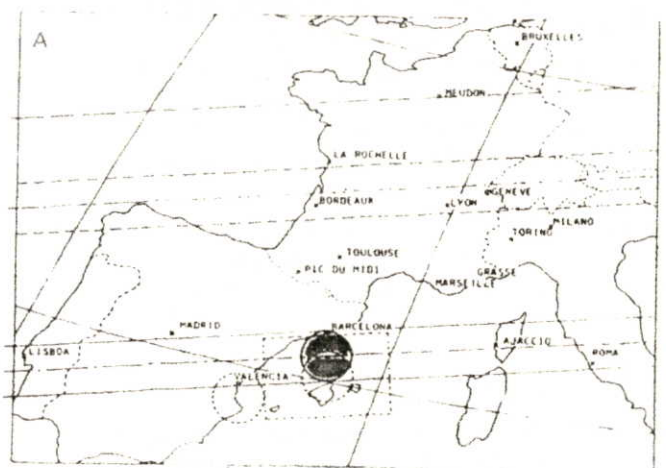 A
BRUXELLES
MEUDON
LA ROCHELLE
GENEVE
BORDEAUX
LYON
MILANO
TORINO
TOULOUSE
PIC DU MIDI
GRASSE
MARSEILLE
MADRID
BARCELONA
LISBOA
AJACCIO
ROMA
VALENCIA